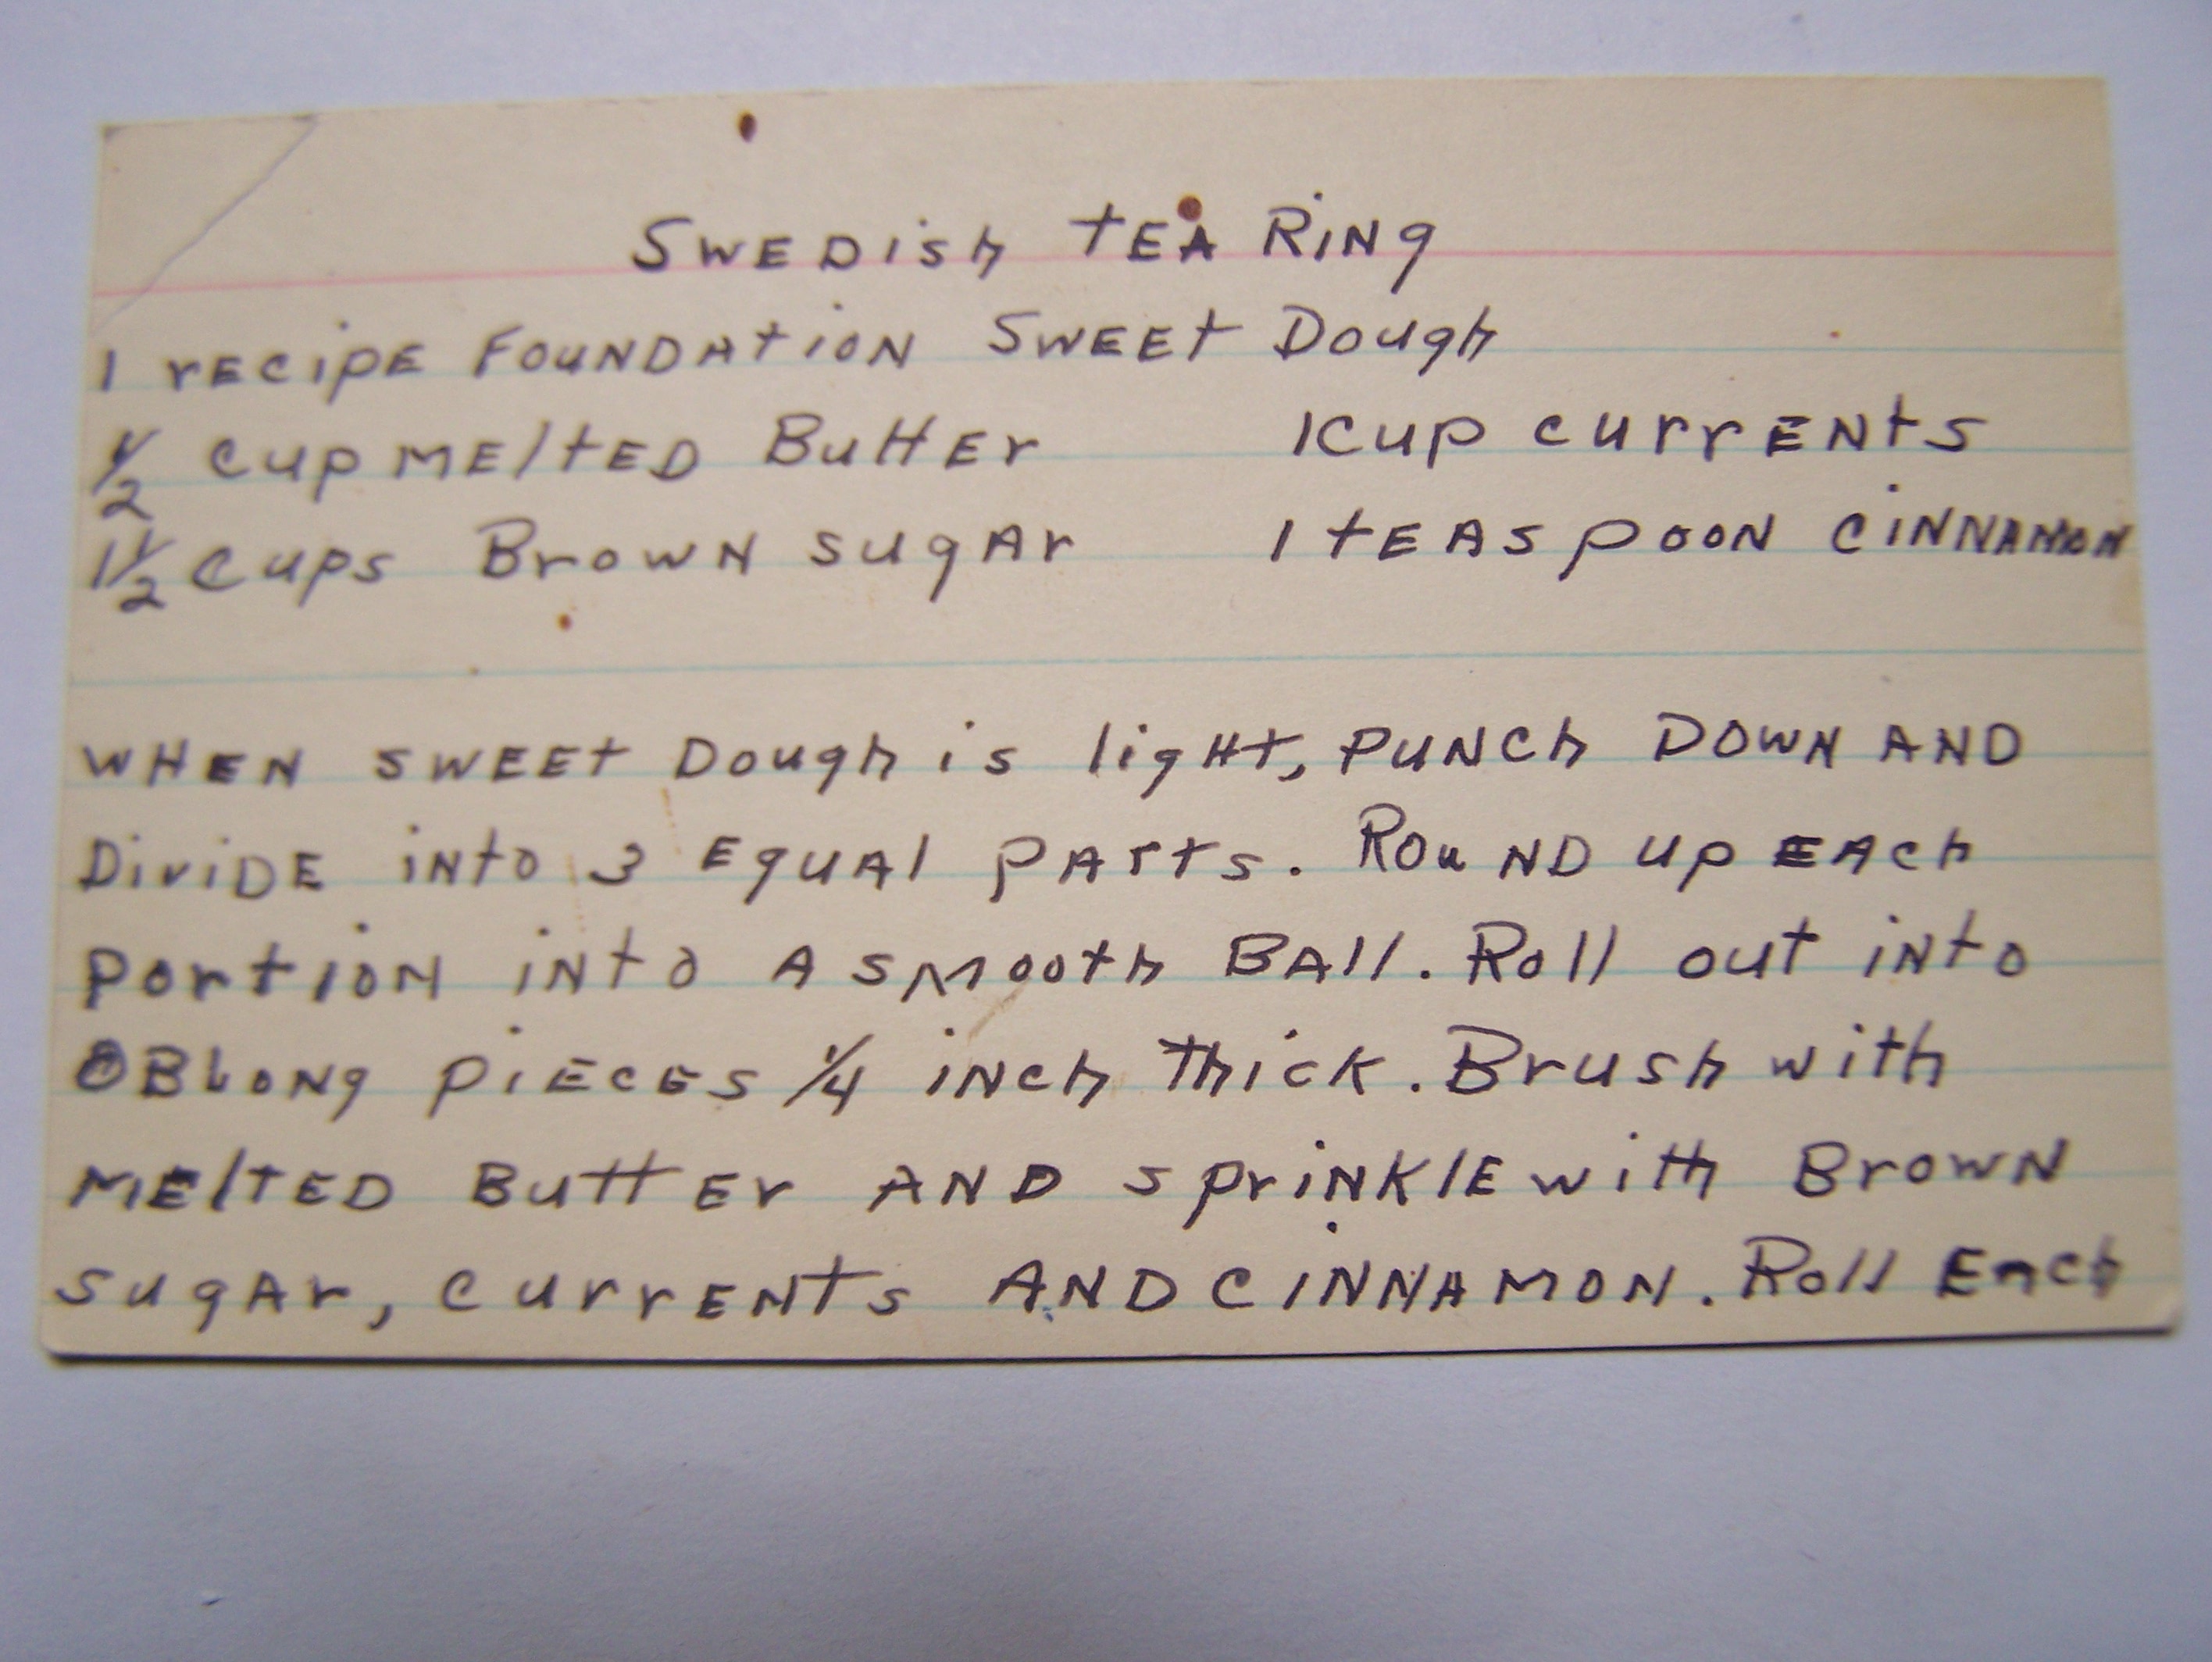 SWEDish tEA RiNg
1 rECipE FouNDAtioN SWEEt Dough
1/2 Cup MEltED ButtEr 1 Cup CurrENts
1 1/2 Cups BrowN sugAr 1 tEAspooN CiNNAMoN
WHEN SWEEt Dough is ligHt, PUNCh DOWN AND
DiviDE iNto 3 EquAl pArts. RouND up EACh
portioN iNto A sMooth BAll. Roll out iNto
OBLoNg piECEs 1/4 iNCh thiCK. Brush with
MEltED ButtEr AND spriNKlE with BrowN
sugAr, CurrENts AND CiNNAMoN. Roll EACh